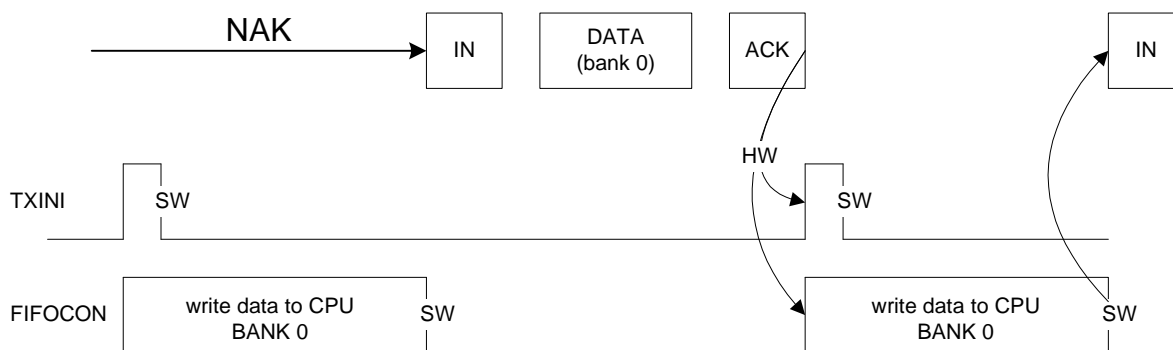 NAK
IN
DATA
(bank 0)
ACK
IN
HW
TXINI
SW
SW
FIFOCON
write data to CPU
BANK 0
SW
write data to CPU
BANK 0
SW